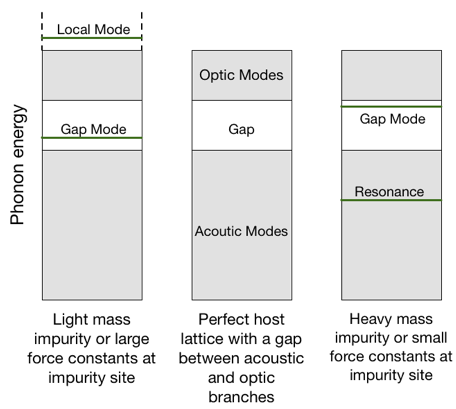 Local Mode
Optic Modes
Gap Mode
Gap
Gap Mode
Phonon energy
Resonance
Acoutic Modes
Light mass
impurity or large
force constants at
impurity site
Perfect host
lattice with a gap
between acoustic
and optic
branches
Heavy mass
impurity or small
force constants at
impurity site